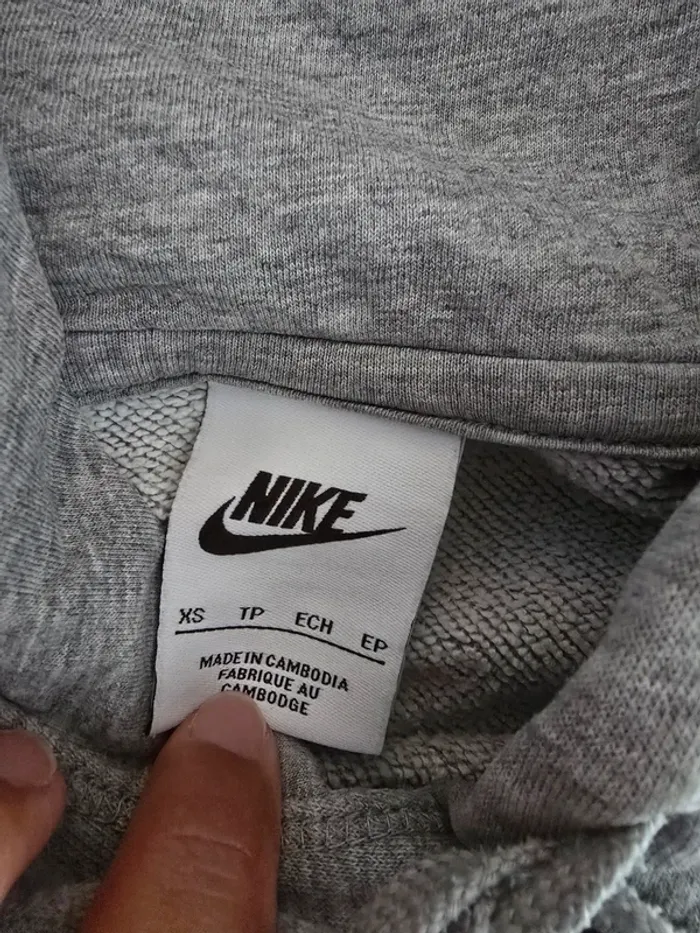 NIKE
XS TP ECH EP
MADE IN CAMBODIA
FABRIQUE AU
CAMBODGE